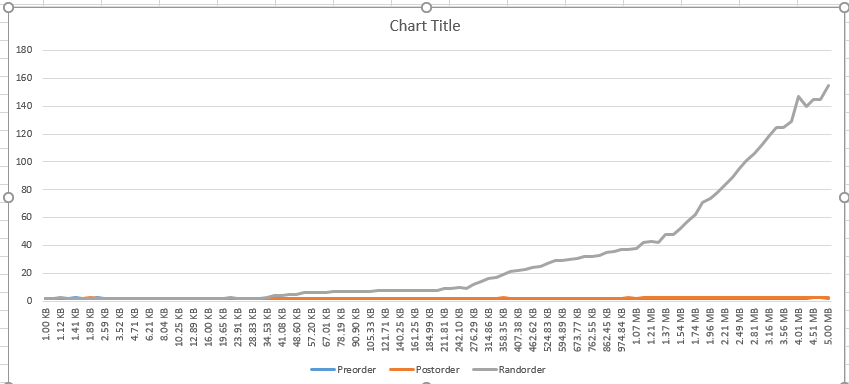 Chart Title
180
160
140
120
100
80
60
40
20
0
1.00 KB
1.12 KB
1.41 KB
1.89 KB
2.59 KB
3.52 KB
4.71 KB
6.21 KB
8.04 KB
10.25 KB
12.89 KB
16.00 KB
19.65 KB
23.91 KB
28.83 KB
34.53 KB
41.08 KB
48.60 KB
57.20 KB
67.01 KB
78.19 KB
90.90 KB
105.33 KB
121.71 KB
140.25 KB
161.25 KB
184.99 KB
211.81 KB
242.10 KB
276.29 KB
314.86 KB
358.35 KB
407.38 KB
462.62 KB
524.83 KB
594.89 KB
673.77 KB
762.55 KB
862.45 KB
974.84 KB
1.07 MB
1.21 MB
1.37 MB
1.54 MB
1.74 MB
1.96 MB
2.21 MB
2.49 MB
2.81 MB
3.16 MB
3.56 MB
4.01 MB
4.51 MB
5.00 MB
Preorder Postorder Randorder